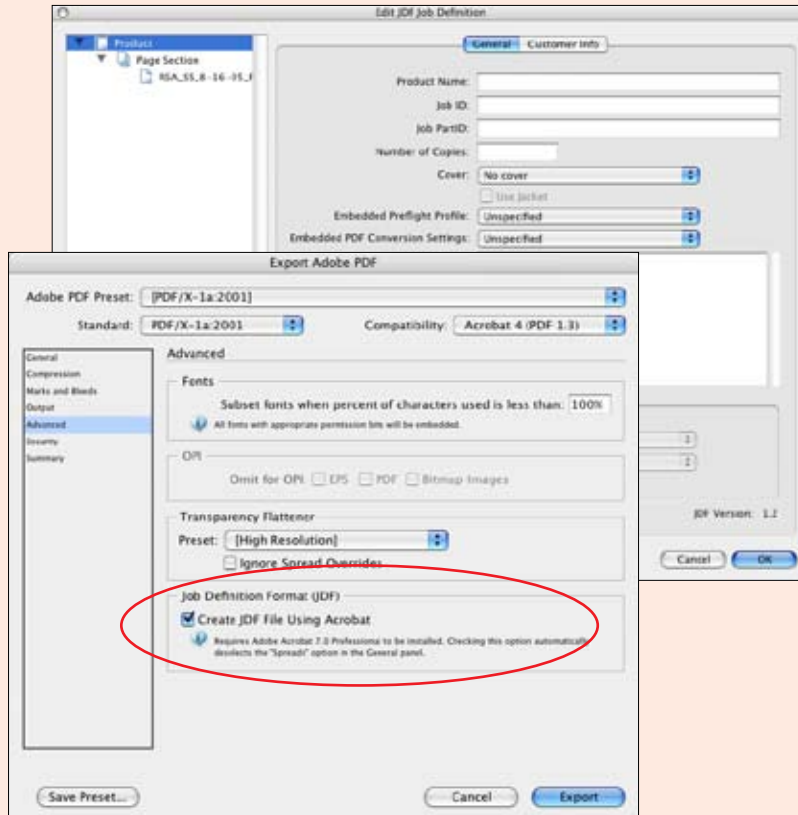 Edit JDF Job Definition
Product
Page Section
General Customer Info
Product Name:
Job ID:
Job PartID:
Number of Copies:
Cover: No cover
Use Jacket
Embedded Preflight Profile: Unspecified
Embedded PDF Conversion Settings: Unspecified
JDF Version: 1.2
Cancel OK
Export Adobe PDF
Adobe PDF Preset: [PDF/X-1a:2001]
Standard: PDF/X-1a:2001 Compatibility: Acrobat 4 (PDF 1.3)
General
Compression
Marks and Bleeds
Output
Advanced
Security
Summary
Advanced
Fonts
Subset fonts when percent of characters used is less than: 100%
All fonts with appropriate permission bits will be embedded.
OPI
Omit for OPI: EPS PDF Bitmap Images
Transparency Flattener
Preset: [High Resolution]
Ignore Spread Overrides
Job Definition Format (JDF)
Create JDF File Using Acrobat
Requires Adobe Acrobat 7.0 Professional to be installed. Checking this option automatically
deselects the "Spreads" option in the General panel.
Save Preset... Cancel Export